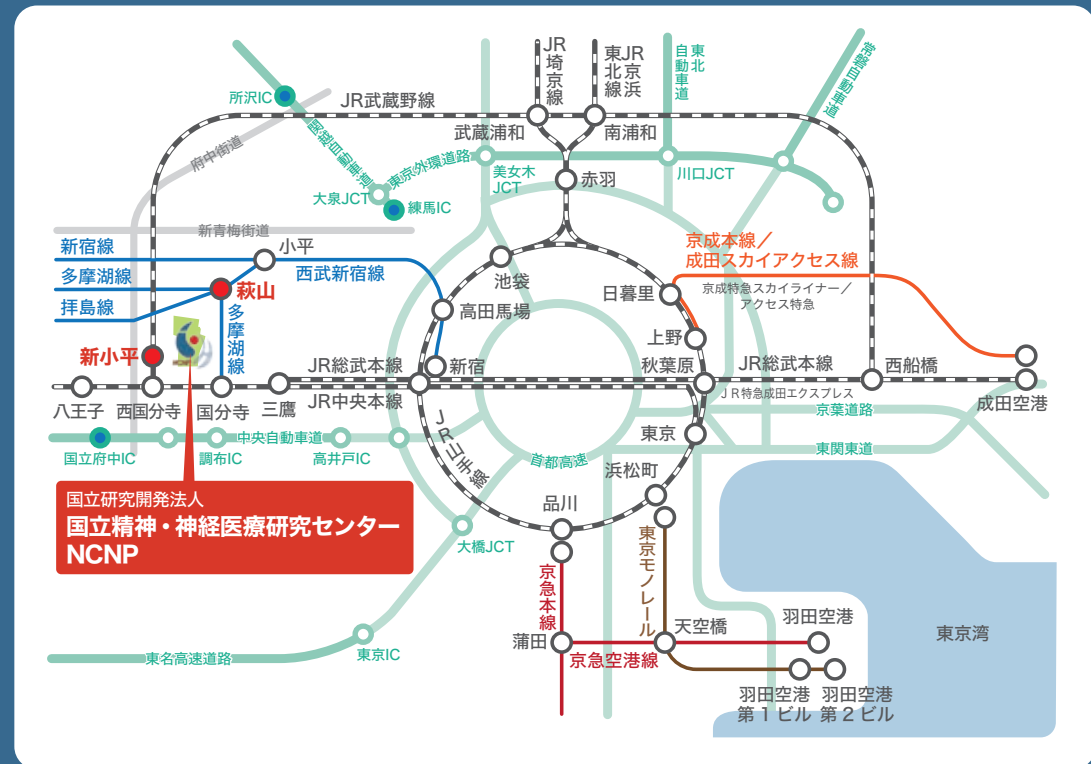 JR埼京線
JR京浜東北線
東北自動車道
常磐自動車道
所沢IC
JR武蔵野線
関越自動車道
府中街道
武蔵浦和
南浦和
東京外環道路
美女木JCT
川口JCT
大泉JCT
練馬IC
赤羽
新青梅街道
新宿線
小平
西武新宿線
多摩湖線
萩山
拝島線
多摩湖線
池袋
高田馬場
日暮里
京成本線／
成田スカイアクセス線
京成特急スカイライナー／
アクセス特急
上野
新小平
NCNP
JR総武本線
新宿
秋葉原
JR総武本線
西船橋
八王子
西国分寺
国分寺
三鷹
JR中央本線
JR特急成田エクスプレス
成田空港
京葉道路
JR山手線
東京
国立府中IC
調布IC
中央自動車道
高井戸IC
首都高速
東関東道
浜松町
国立研究開発法人
国立精神・神経医療研究センター
NCNP
品川
大橋JCT
京急本線
東京モノレール
蒲田
天空橋
羽田空港
東京湾
京急空港線
東名高速道路
東京IC
羽田空港
第1ビル
羽田空港
第2ビル